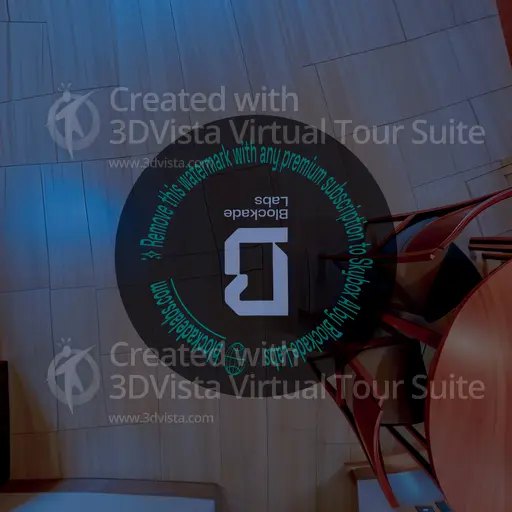 Created with
3DVista Virtual Tour Suite
www.3dvista.com
Remove this watermark with any premium subscription to Skybox AI by Blockade Labs
blockadelabs.com
Blockade
Labs
Created with
3DVista Virtual Tour Suite
www.3dvista.com